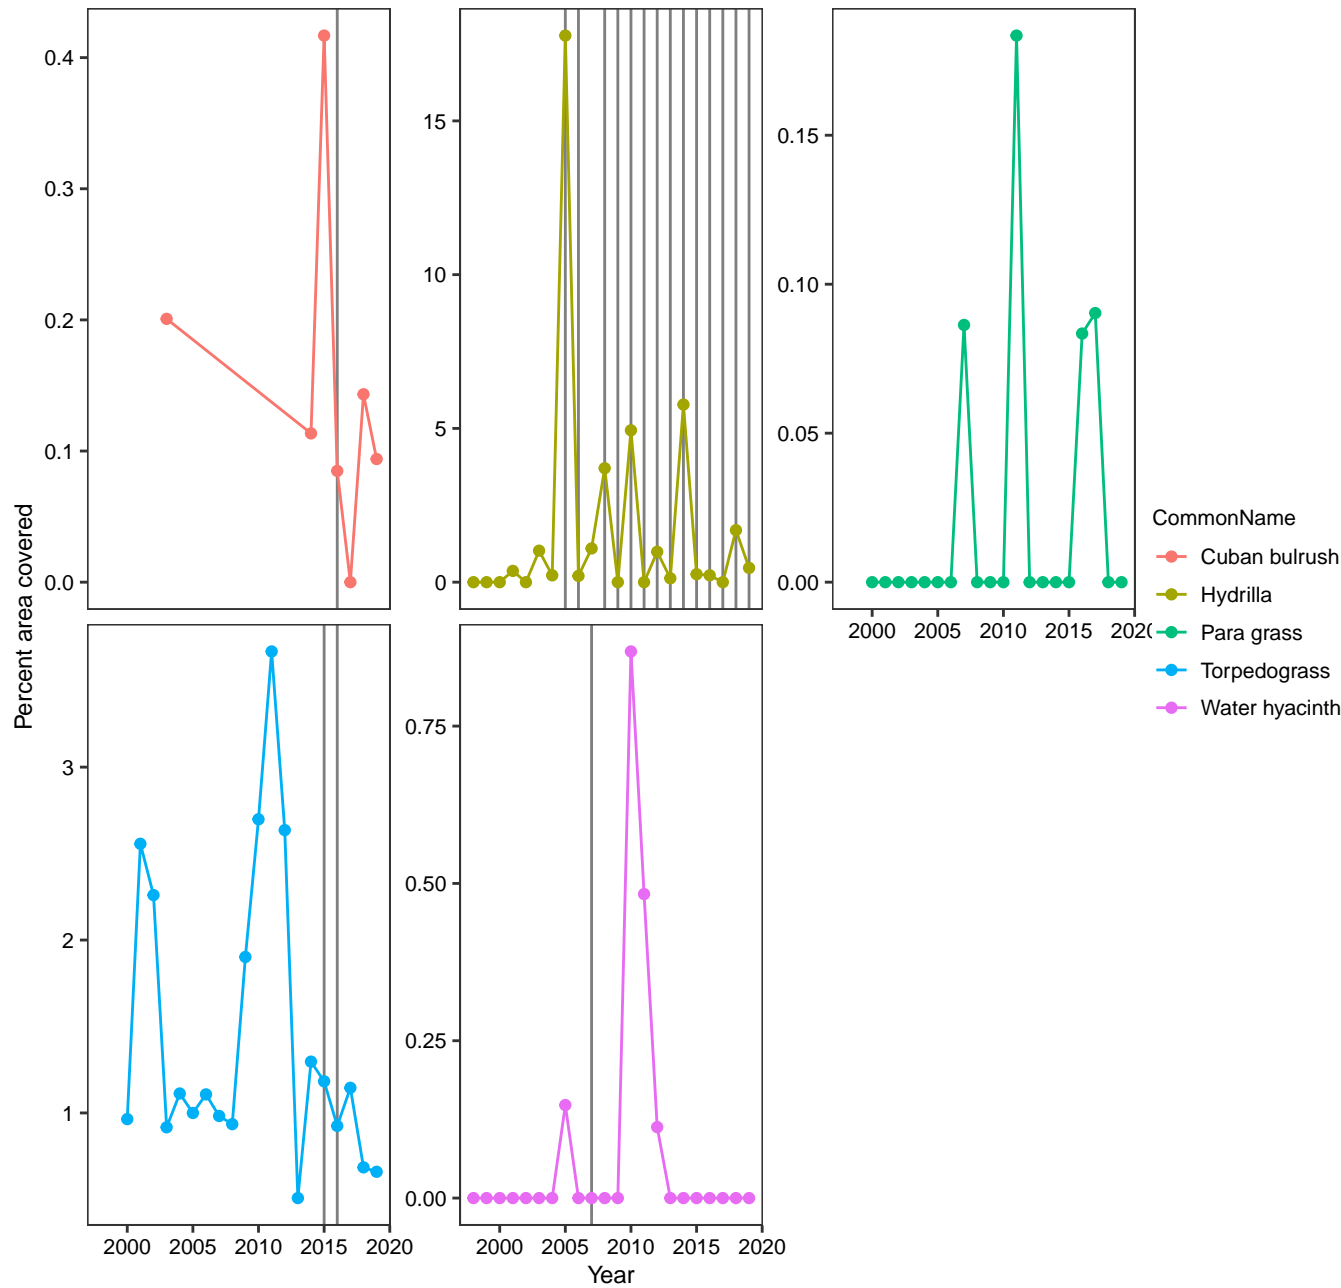 0.4
0.3
0.2
0.1
0.0
15
10
5
0
0.15
0.10
0.05
0.00
2000 2005 2010 2015 202(
Percent area covered
3
2
1
2000 2005 2010 2015 2020
0.75
0.50
0.25
0.00
2000 2005 2010 2015 2020
Year
CommonName
Cuban bulrush
Hydrilla
Para grass
Torpedograss
Water hyacinth